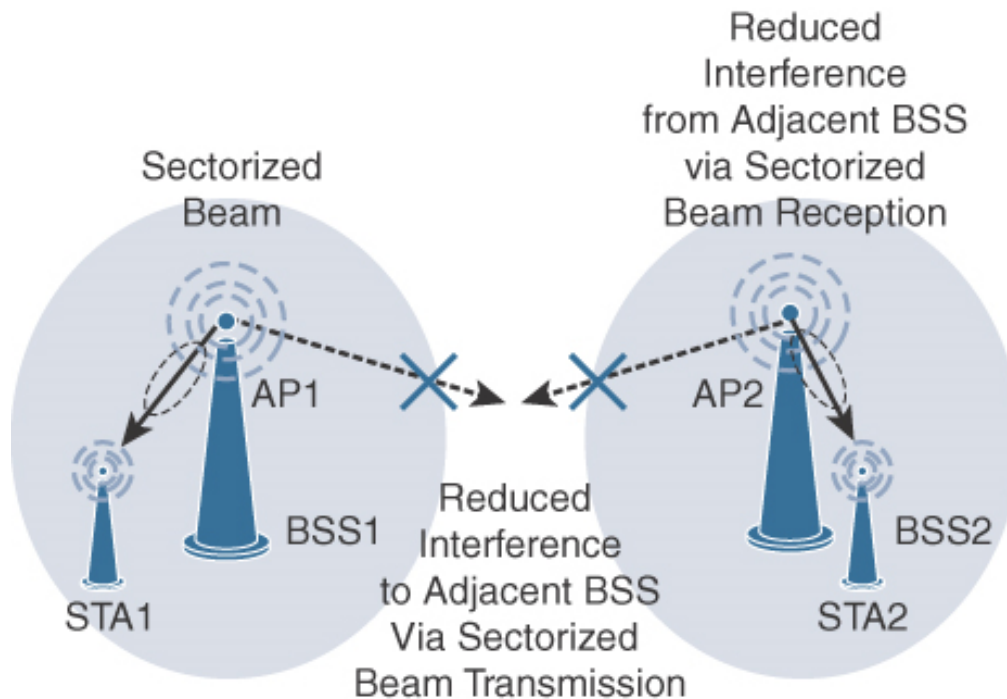 Sectorized
Beam
Reduced
Interference
from Adjacent BSS
via Sectorized
Beam Reception
AP1
BSS1
STA1
AP2
BSS2
STA2
Reduced
Interference
to Adjacent BSS
Via Sectorized
Beam Transmission